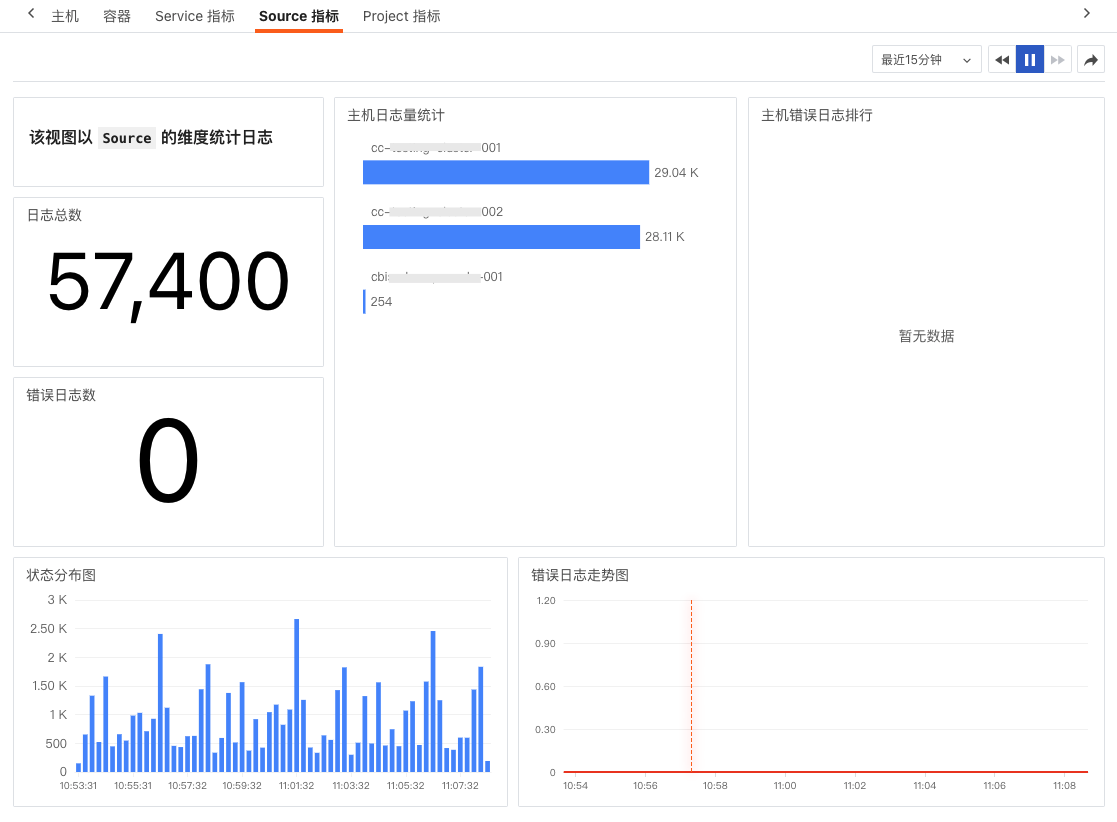 主机 容器 Service 指标 Source 指标 Project 指标
最近15分钟
该视图以 Source 的维度统计日志
日志总数
57,400
错误日志数
0
主机日志量统计
cc- 001
29.04 K
cc- 002
28.11 K
cbi -001
254
主机错误日志排行
暂无数据
状态分布图
3 K
2.50 K
2 K
1.50 K
1 K
500
0
10:53:31 10:55:31 10:57:32 10:59:32 11:01:32 11:03:32 11:05:32 11:07:32
错误日志走势图
1.20
0.90
0.60
0.30
0
10:54 10:56 10:58 11:00 11:02 11:04 11:06 11:08